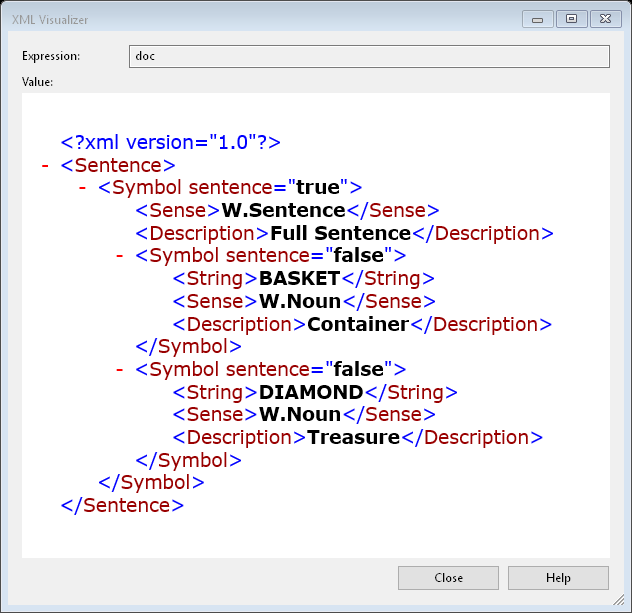 XML Visualizer
Expression: doc
Value:
<?xml version="1.0"?>
- <Sentence>
- <Symbol sentence="true">
<Sense>W.Sentence</Sense>
<Description>Full Sentence</Description>
- <Symbol sentence="false">
<String>BASKET</String>
<Sense>W.Noun</Sense>
<Description>Container</Description>
</Symbol>
- <Symbol sentence="false">
<String>DIAMOND</String>
<Sense>W.Noun</Sense>
<Description>Treasure</Description>
</Symbol>
</Symbol>
</Sentence>
Close Help